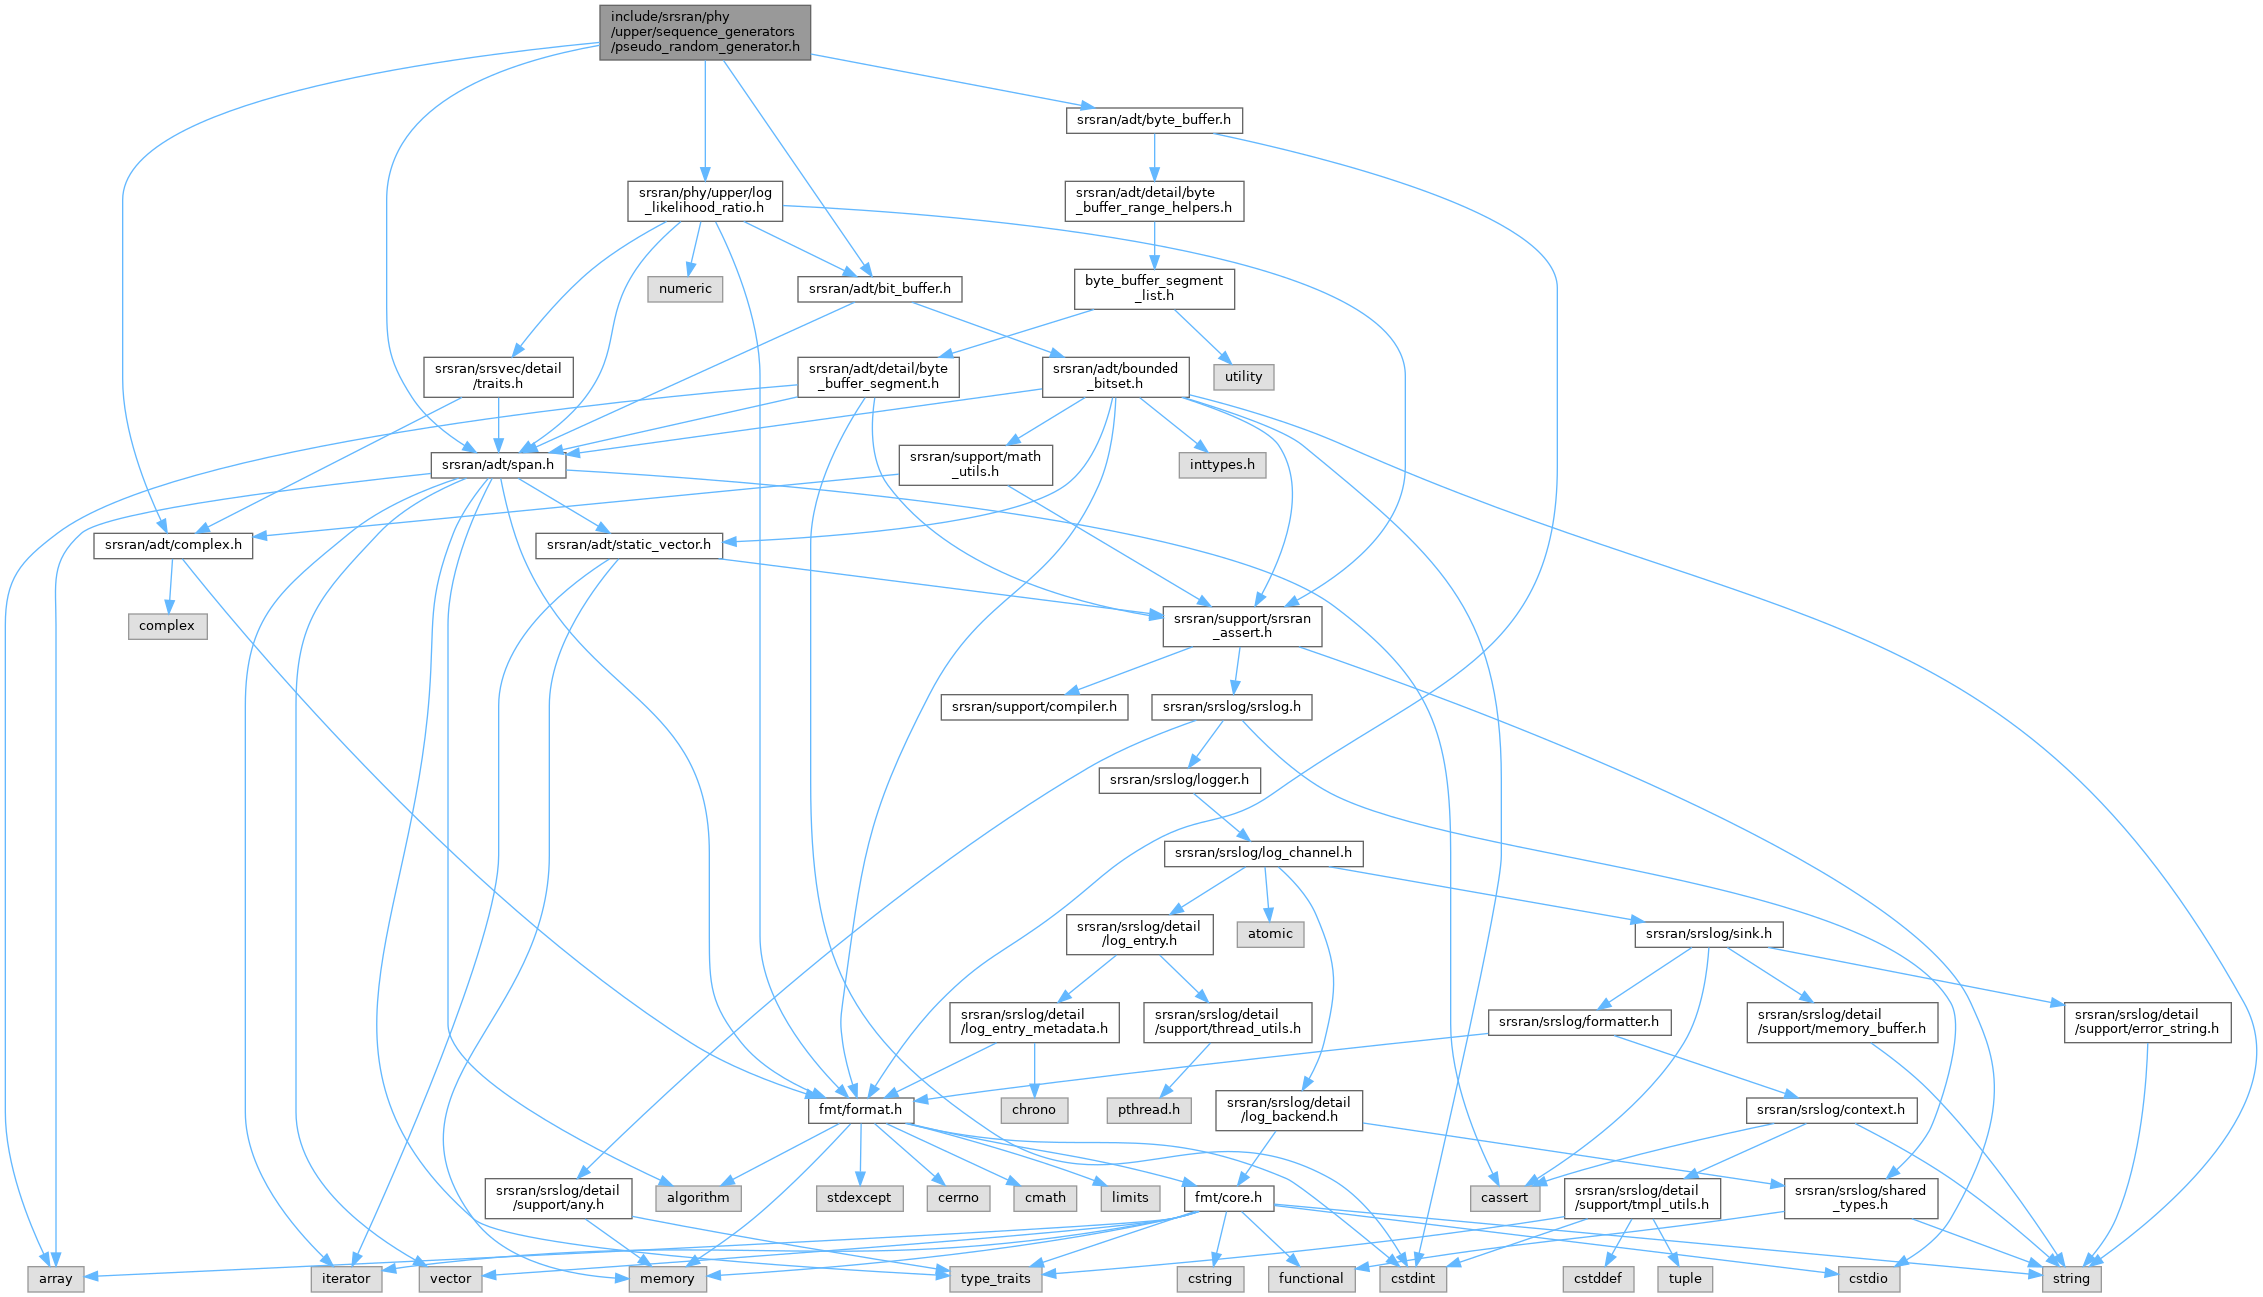 include/srsran/phy
/upper/sequence_generators
/pseudo_random_generator.h
srsran/adt/byte_buffer.h
srsran/phy/upper/log
_likelihood_ratio.h
srsran/adt/detail/byte
_buffer_range_helpers.h
numeric
srsran/adt/bit_buffer.h
byte_buffer_segment
_list.h
srsran/srsvec/detail
/traits.h
srsran/adt/detail/byte
_buffer_segment.h
srsran/adt/bounded
_bitset.h
utility
srsran/adt/span.h
srsran/support/math
_utils.h
inttypes.h
srsran/adt/complex.h
srsran/adt/static_vector.h
complex
srsran/support/srsran
_assert.h
srsran/support/compiler.h
srsran/srslog/srslog.h
srsran/srslog/logger.h
srsran/srslog/log_channel.h
srsran/srslog/detail
/log_entry.h
atomic
srsran/srslog/sink.h
srsran/srslog/detail
/log_entry_metadata.h
srsran/srslog/detail
/support/thread_utils.h
srsran/srslog/formatter.h
srsran/srslog/detail
/support/memory_buffer.h
srsran/srslog/detail
/support/error_string.h
fmt/format.h
chrono
pthread.h
srsran/srslog/detail
/log_backend.h
srsran/srslog/context.h
srsran/srslog/detail
/support/any.h
algorithm
stdexcept
cerrno
cmath
limits
fmt/core.h
cassert
srsran/srslog/detail
/support/tmpl_utils.h
srsran/srslog/shared
_types.h
array
iterator
vector
memory
type_traits
cstring
functional
cstdint
cstddef
tuple
cstdio
string